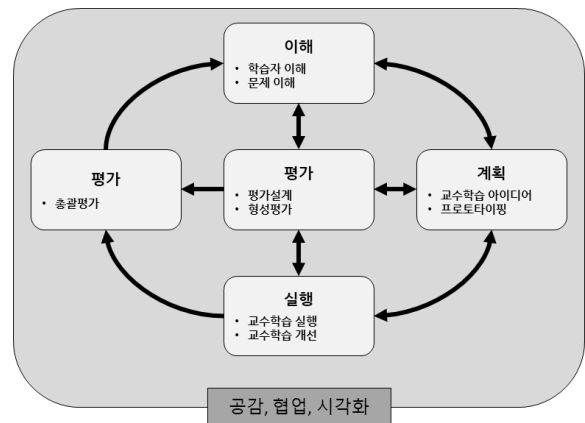 이해
• 학습자 이해
• 문제 이해
평가
• 총괄평가
평가
• 평가설계
• 형성평가
계획
• 교수학습 아이디어
• 프로토타이핑
실행
• 교수학습 실행
• 교수학습 개선
공감, 협업, 시각화